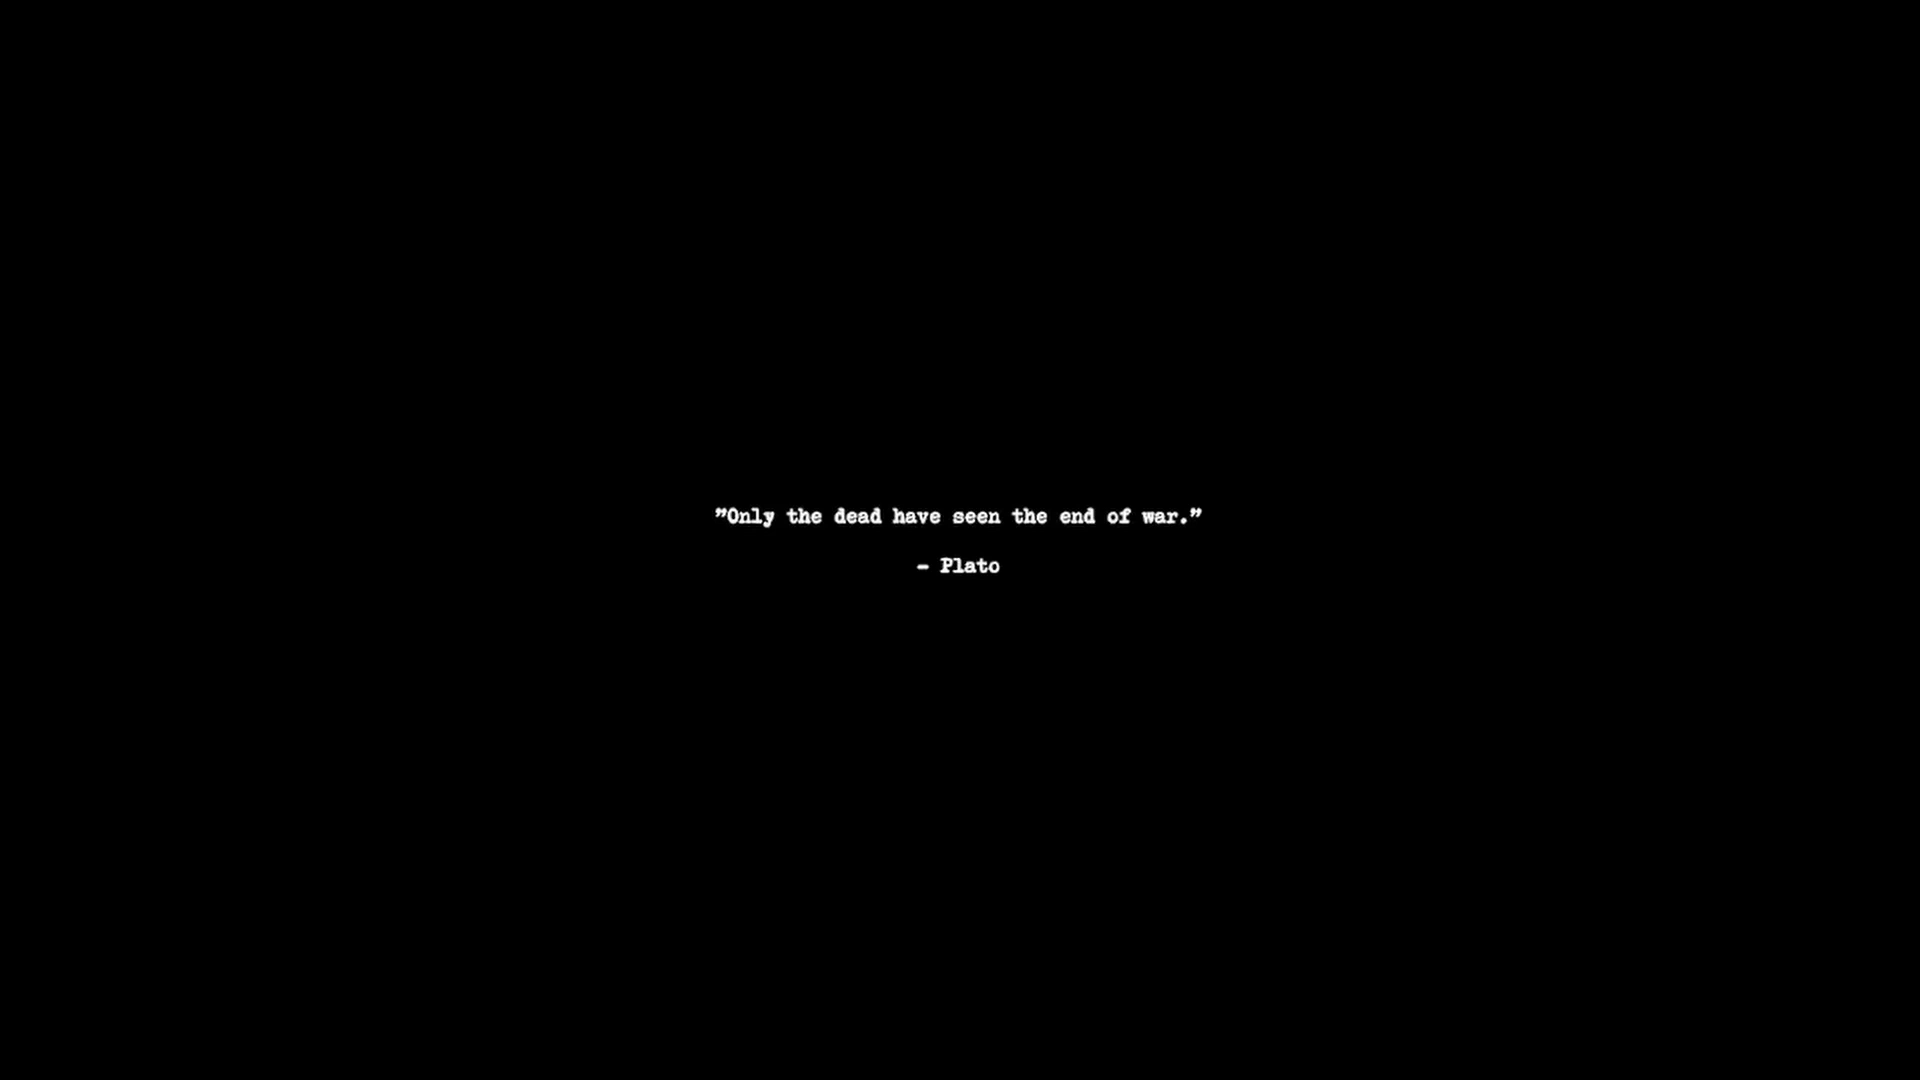 ”Only the dead have seen the end of war.”
- Plato